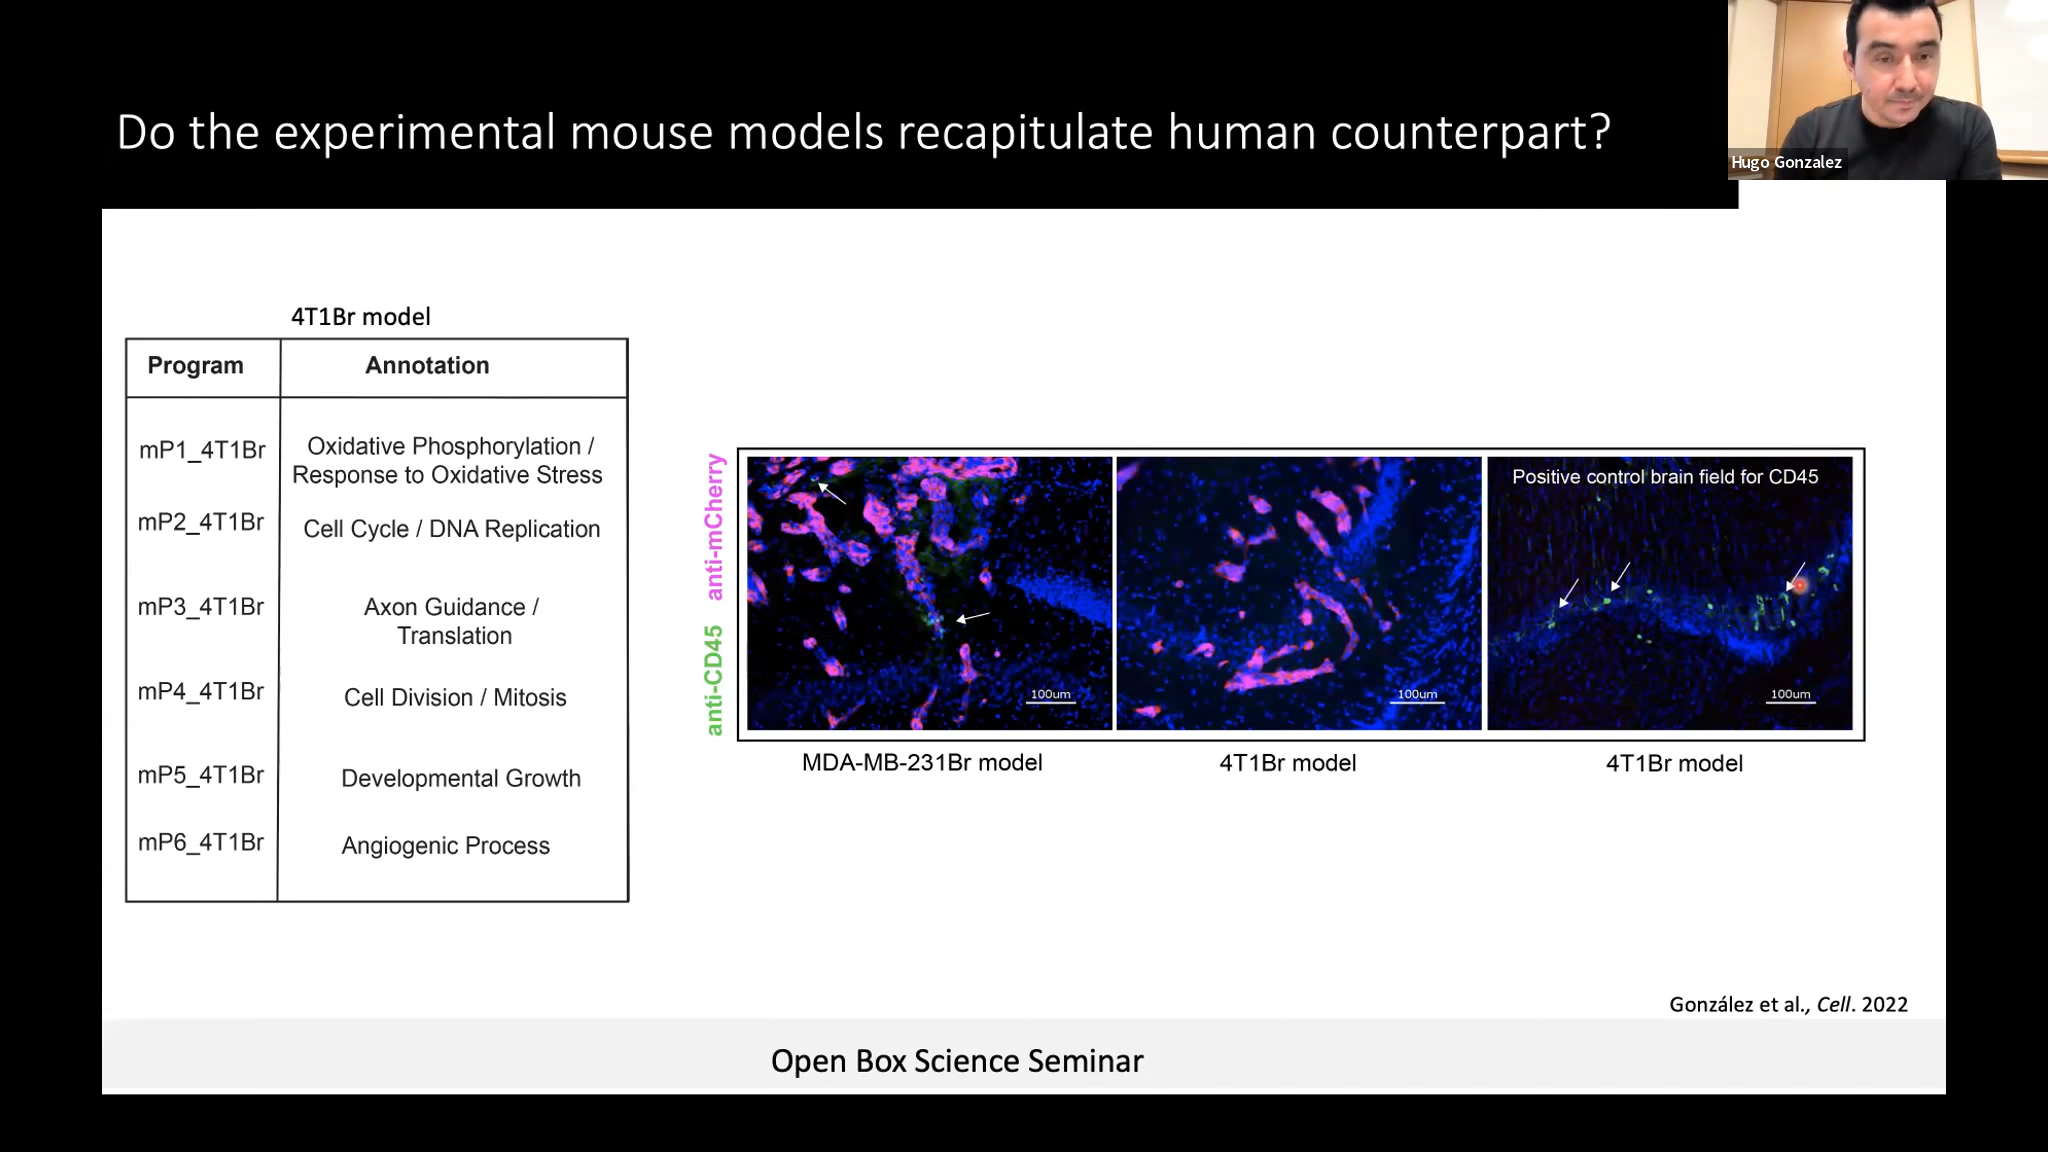 Do the experimental mouse models recapitulate human counterpart?
Hugo Gonzalez
4T1Br model
Program
Annotation
mP1_4T1Br
Oxidative Phosphorylation /
Response to Oxidative Stress
mP2_4T1Br
Cell Cycle / DNA Replication
mP3_4T1Br
Axon Guidance /
Translation
mP4_4T1Br
Cell Division / Mitosis
mP5_4T1Br
Developmental Growth
mP6_4T1Br
Angiogenic Process
anti-CD45 anti-mCherry
Positive control brain field for CD45
100um
100um
100um
MDA-MB-231Br model
4T1Br model
4T1Br model
González et al., Cell. 2022
Open Box Science Seminar